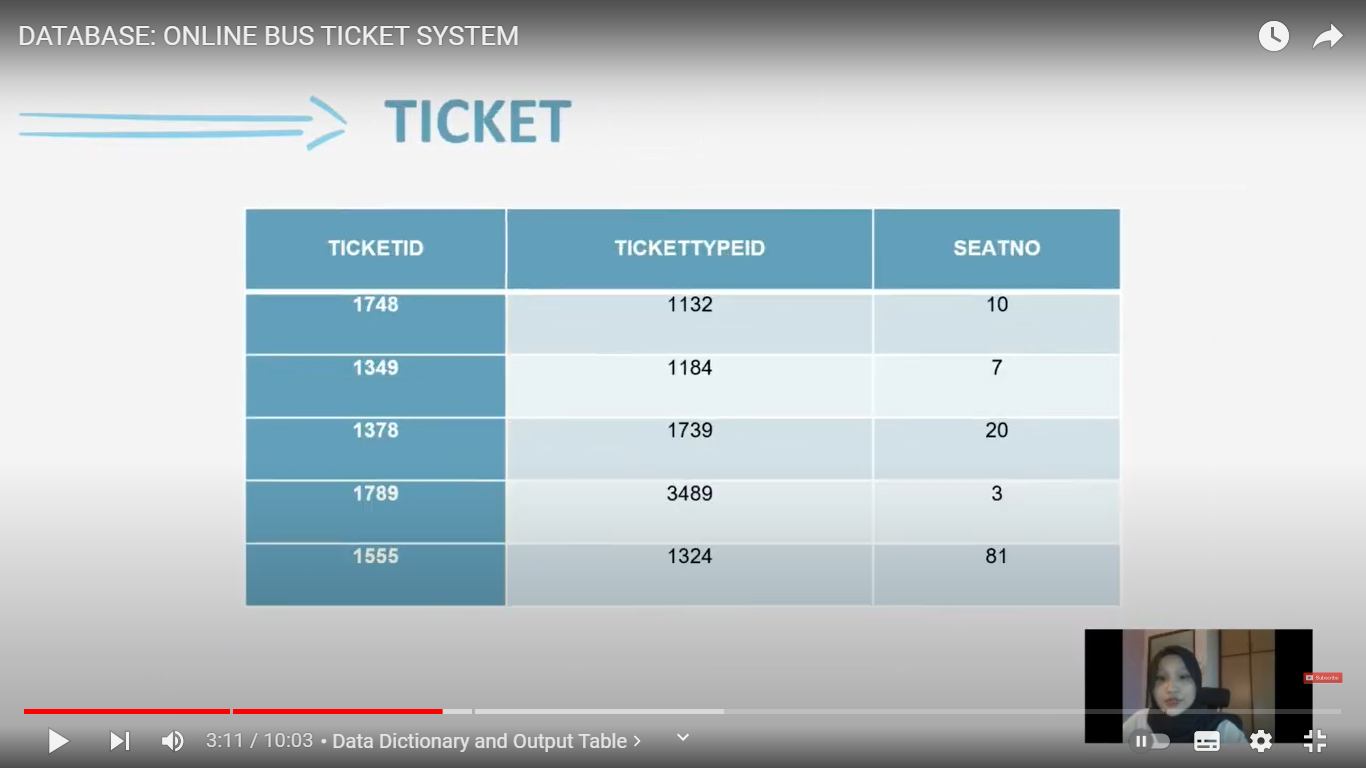 DATABASE: ONLINE BUS TICKET SYSTEM
TICKET
TICKETID TICKETTYPEID SEATNO
1748 1132 10
1349 1184 7
1378 1739 20
1789 3489 3
1555 1324 81
Subscribe
3:11 / 10:03 • Data Dictionary and Output Table